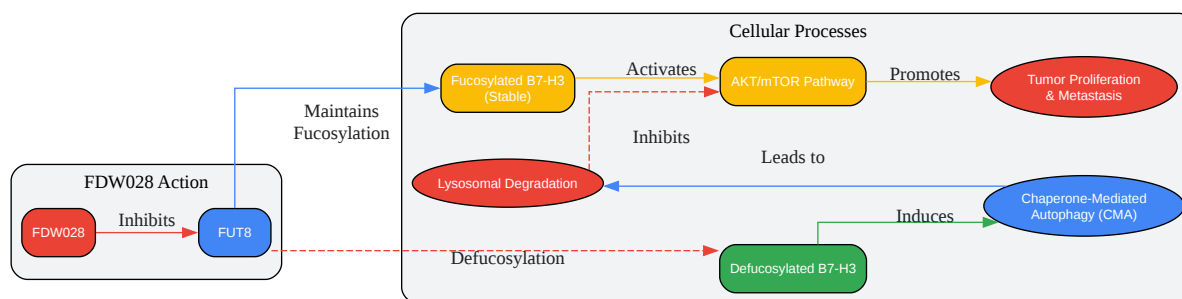 Cellular Processes
Fucosylated B7-H3
(Stable)
Activates
AKT/mTOR Pathway
Promotes
Tumor Proliferation
& Metastasis
Maintains
Fucosylation
Inhibits
Leads to
FDW028 Action
Lysosomal Degradation
Chaperone-Mediated
Autophagy (CMA)
FDW028
Inhibits
FUT8
Induces
Defucosylation
Defucosylated B7-H3